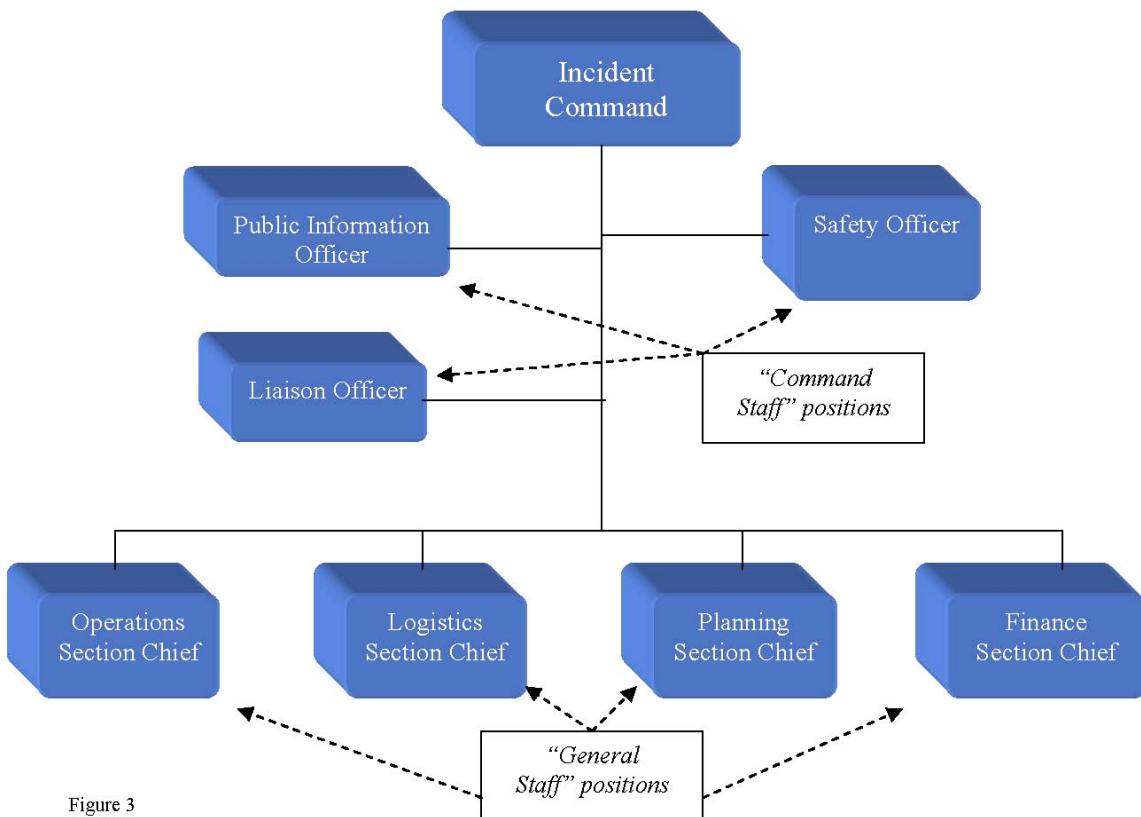 Incident
Command
Public Information
Officer
Safety Officer
Liaison Officer
“Command
Staff” positions
Operations
Section Chief
Logistics
Section Chief
Planning
Section Chief
Finance
Section Chief
“General
Staff” positions
Figure 3